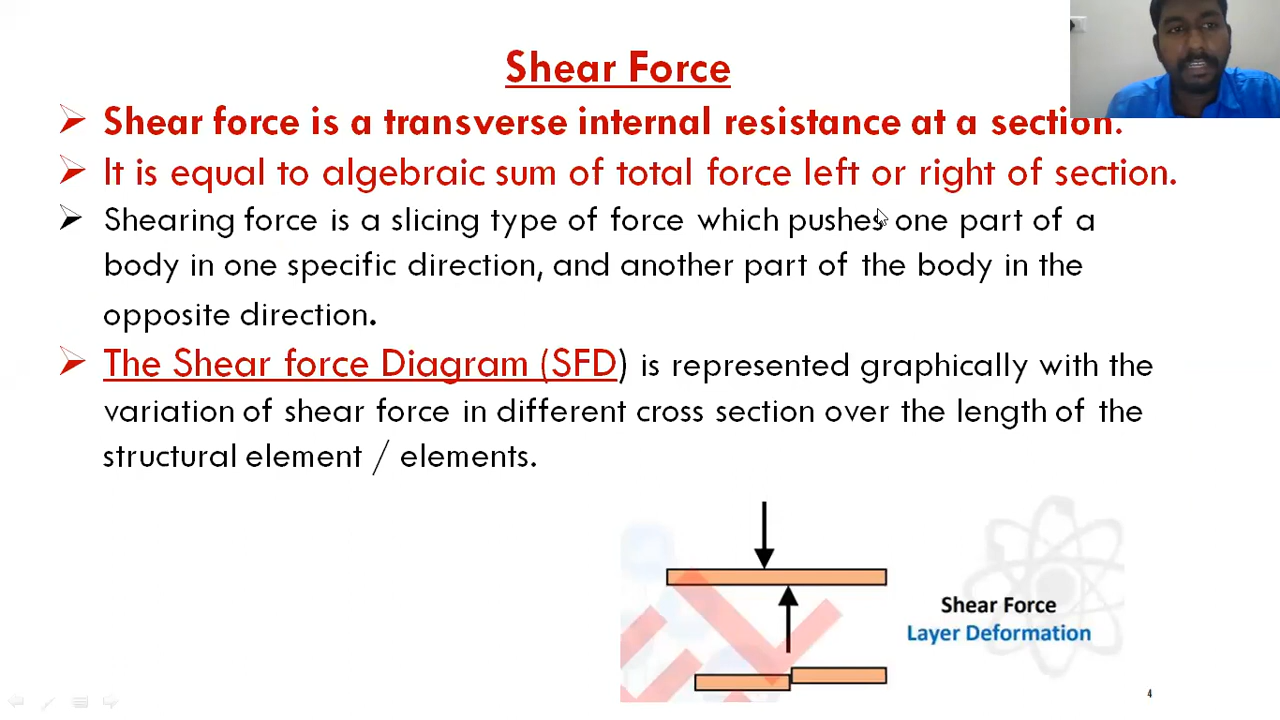 Shear Force
Shear force is a transverse internal resistance at a section.
It is equal to algebraic sum of total force left or right of section.
Shearing force is a slicing type of force which pushes one part of a
body in one specific direction, and another part of the body in the
opposite direction.
The Shear force Diagram (SFD) is represented graphically with the
variation of shear force in different cross section over the length of the
structural element / elements.
Shear Force
Layer Deformation
4